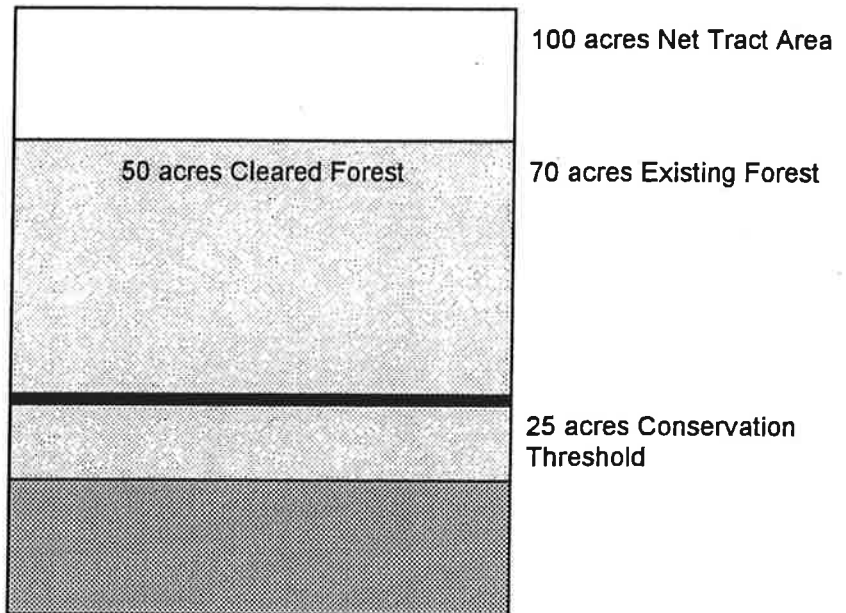 100 acres Net Tract Area
50 acres Cleared Forest
70 acres Existing Forest
25 acres Conservation
Threshold